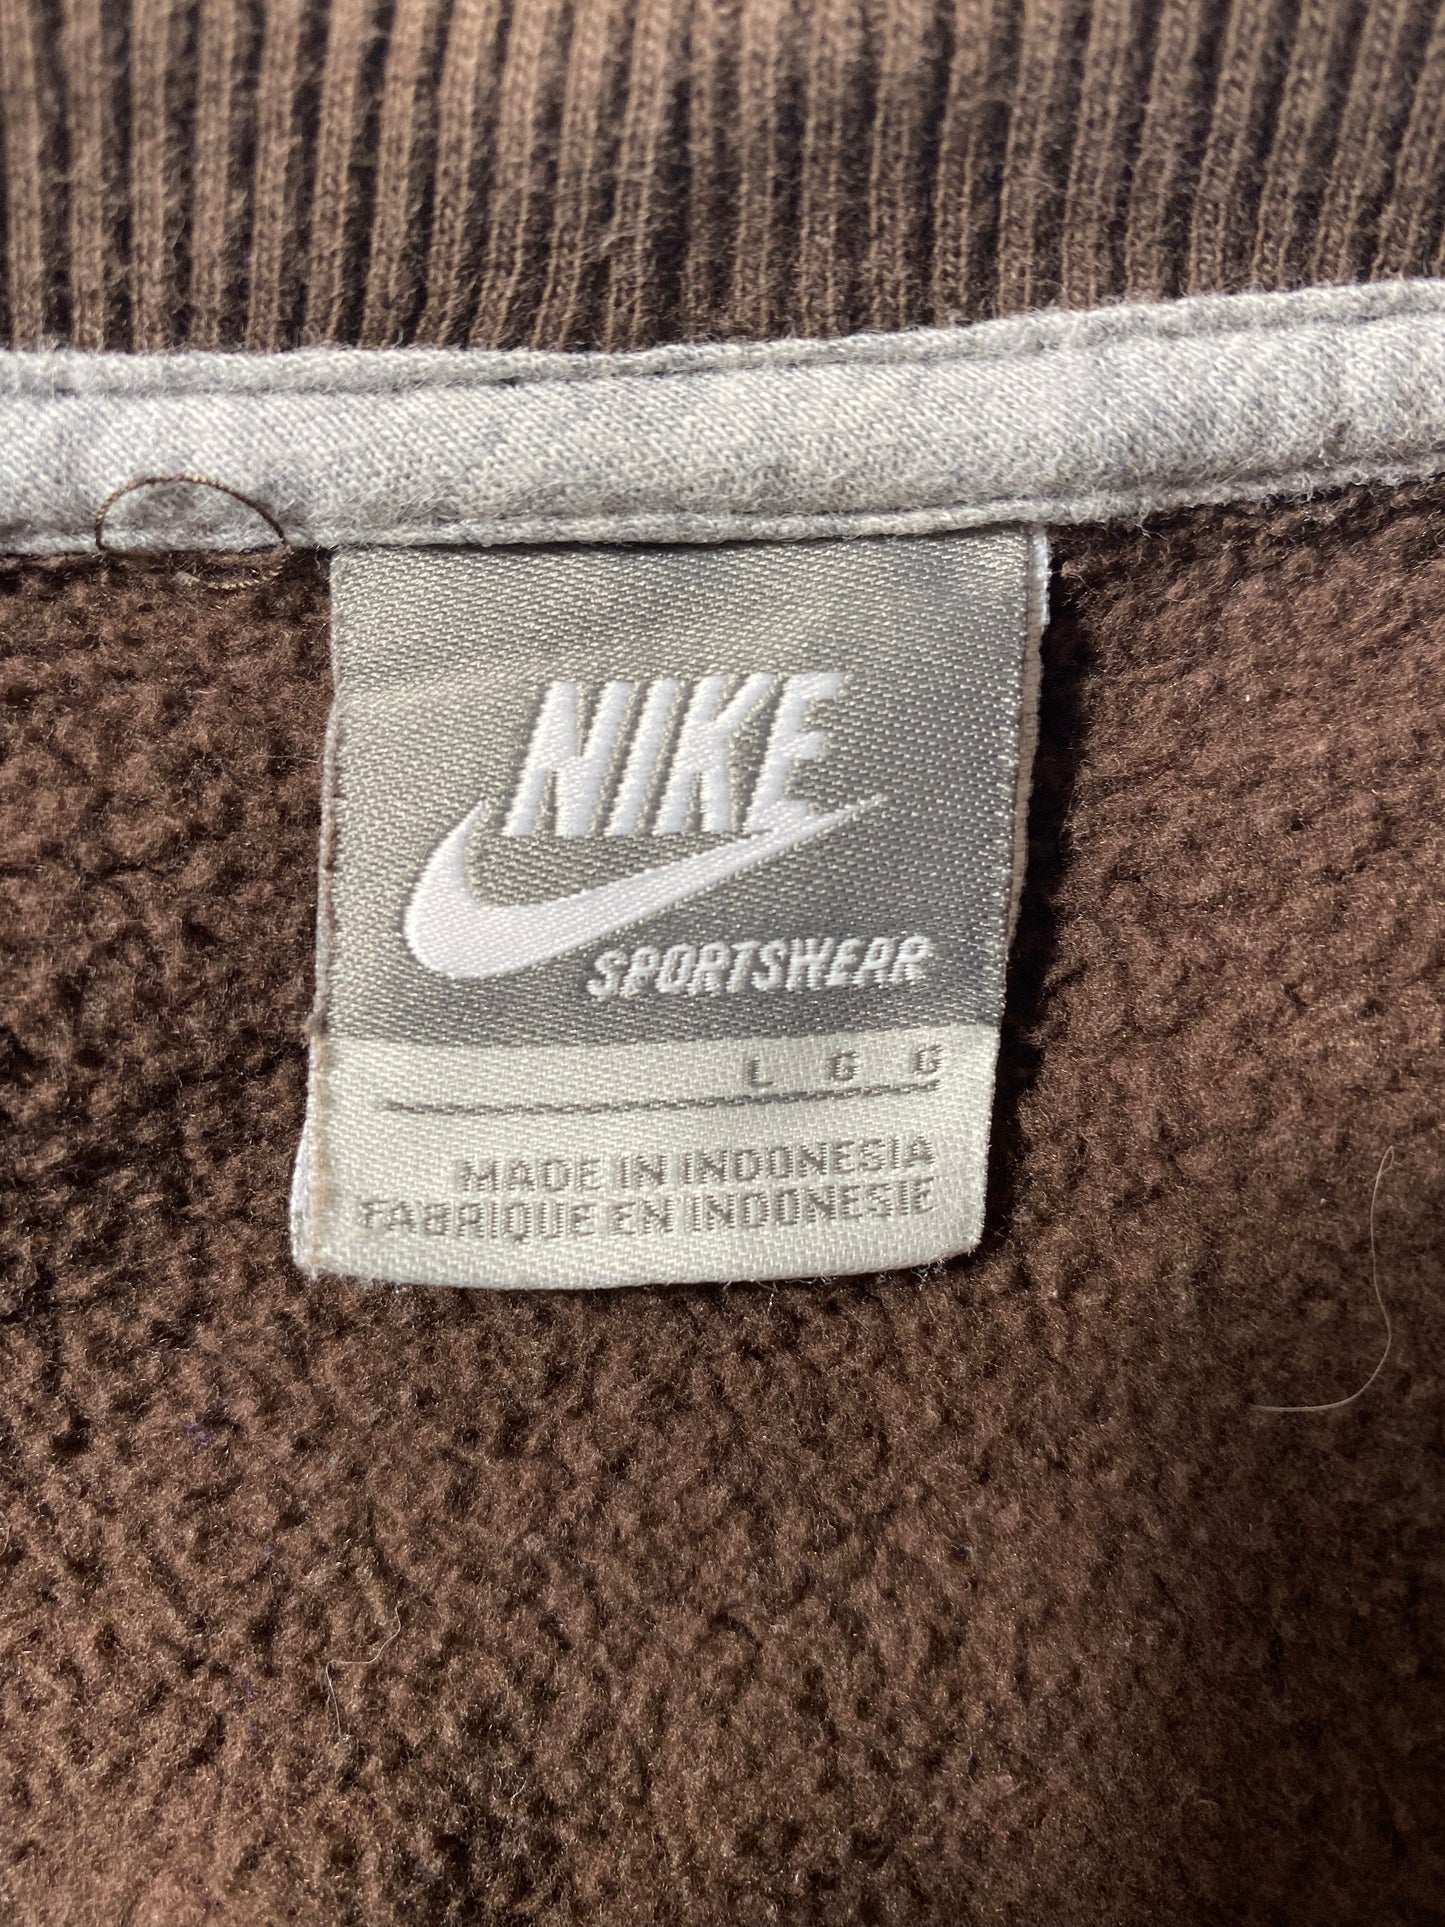 NIKE
SPORTSWEAR
L G G
MADE IN INDONESIA
FABRIQUE EN INDONESIE